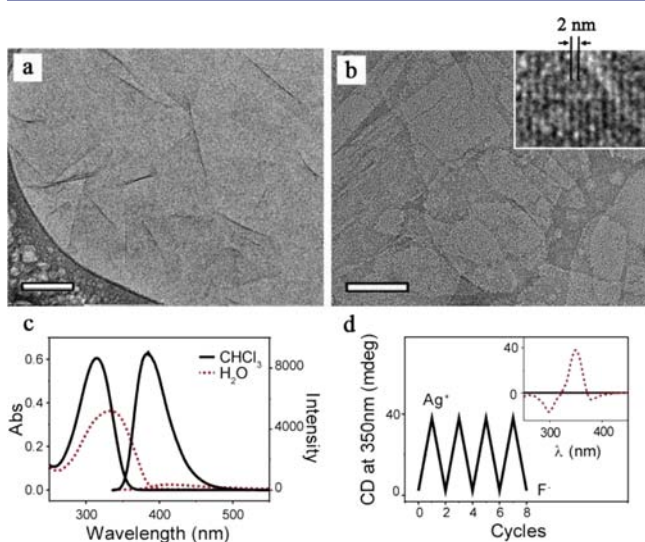 2 nm
a
b
c
CHCl₃
H₂O
0.6
0.4
0.2
0.0
Abs
8000
4000
0
Intensity
300 400 500
Wavelength (nm)
d
40
0
CD at 350nm (mdeg)
Ag⁺
F⁻
0 2 4 6 8
Cycles
40
0
300 400
λ (nm)